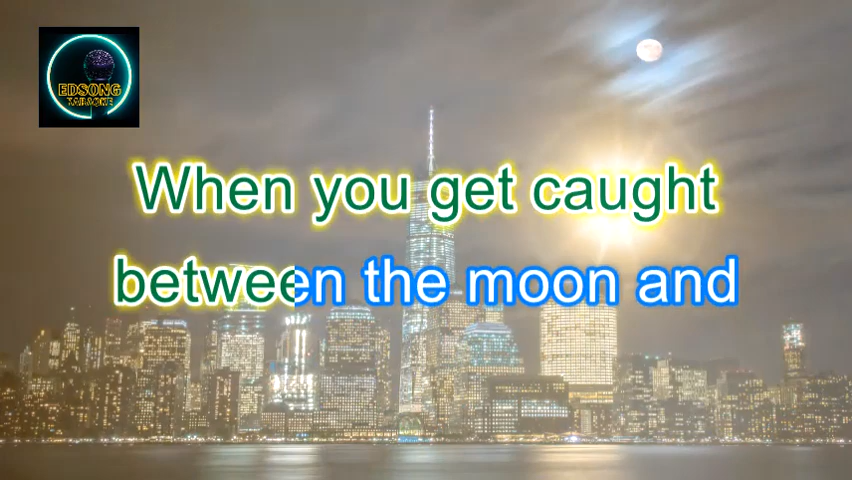 EDSONG
KARAOKE
When you get caught
between the moon and